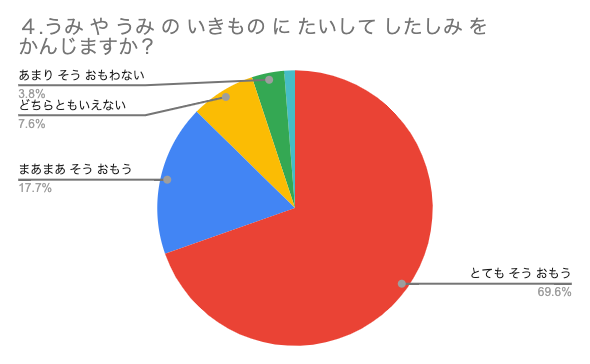 ４.うみ や うみ の いきもの に たいして したしみ を
かんじますか？
あまり そう おもわない
3.8%
どちらともいえない
7.6%
まあまあ そう おもう
17.7%
とても そう おもう
69.6%